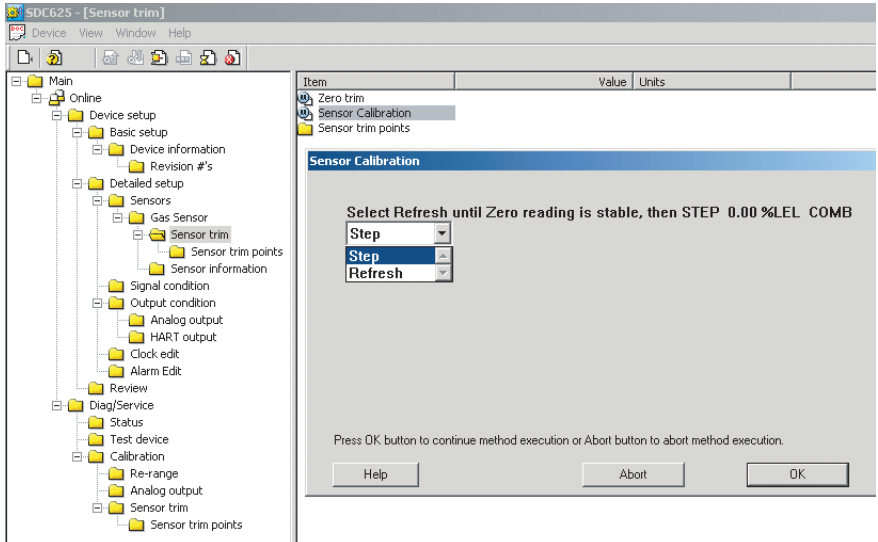 SDC625 - [Sensor trim]
Device View Window Help
Main
Online
Device setup
Basic setup
Device information
Revision #'s
Detailed setup
Sensors
Gas Sensor
Sensor trim
Sensor trim points
Sensor information
Signal condition
Output condition
Analog output
HART output
Clock edit
Alarm Edit
Review
Diag/Service
Status
Test device
Calibration
Re-range
Analog output
Sensor trim
Sensor trim points
Item Value Units
Zero trim
Sensor Calibration
Sensor trim points
Sensor Calibration
Select Refresh until Zero reading is stable, then STEP 0.00 %LEL COMB
Step
Step
Refresh
Press OK button to continue method execution or Abort button to abort method execution.
Help Abort OK